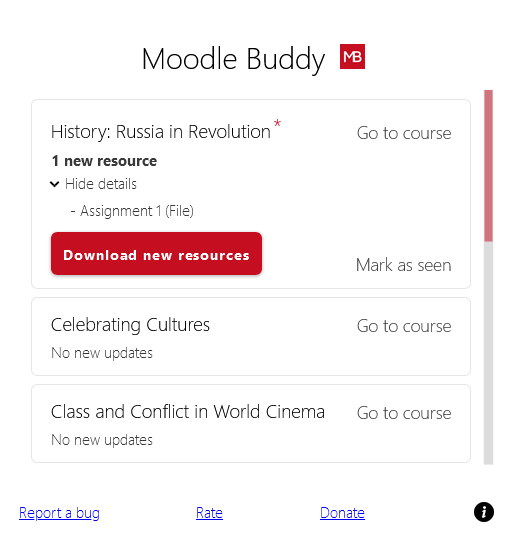 Moodle Buddy MB
History: Russia in Revolution* Go to course
1 new resource
Hide details
- Assignment 1 (File)
Download new resources
Mark as seen
Celebrating Cultures Go to course
No new updates
Class and Conflict in World Cinema Go to course
No new updates
Report a bug Rate Donate i